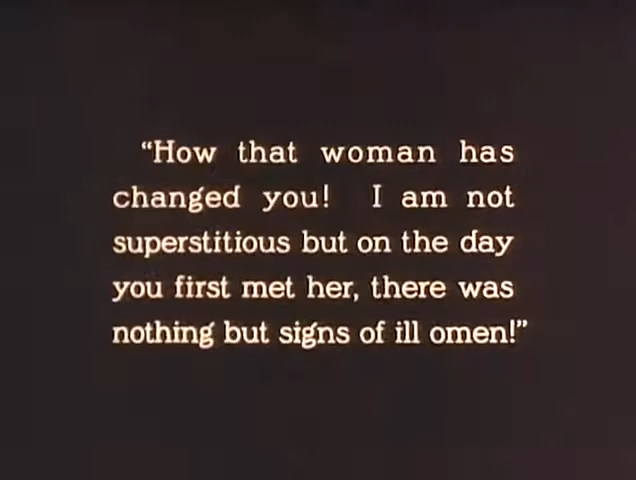 “How that woman has
changed you! I am not
superstitious but on the day
you first met her, there was
nothing but signs of ill omen!”